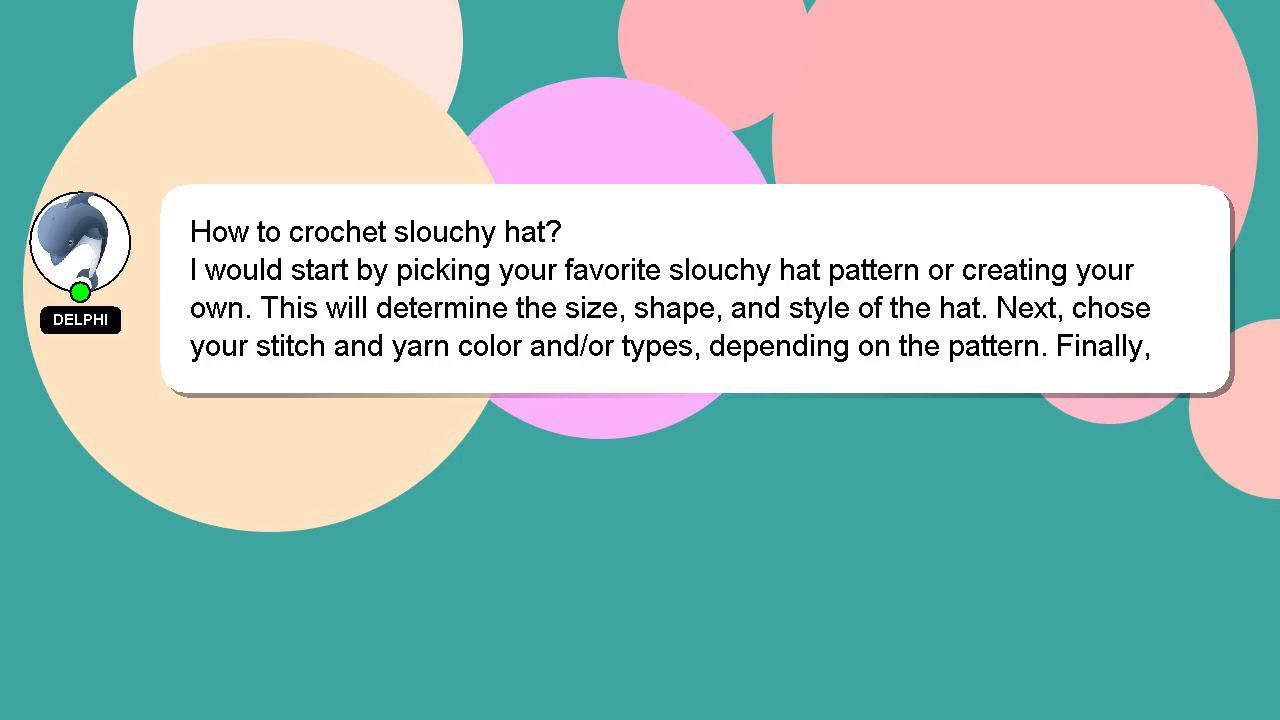 How to crochet slouchy hat?
I would start by picking your favorite slouchy hat pattern or creating your
own. This will determine the size, shape, and style of the hat. Next, chose
your stitch and yarn color and/or types, depending on the pattern. Finally,
DELPHI